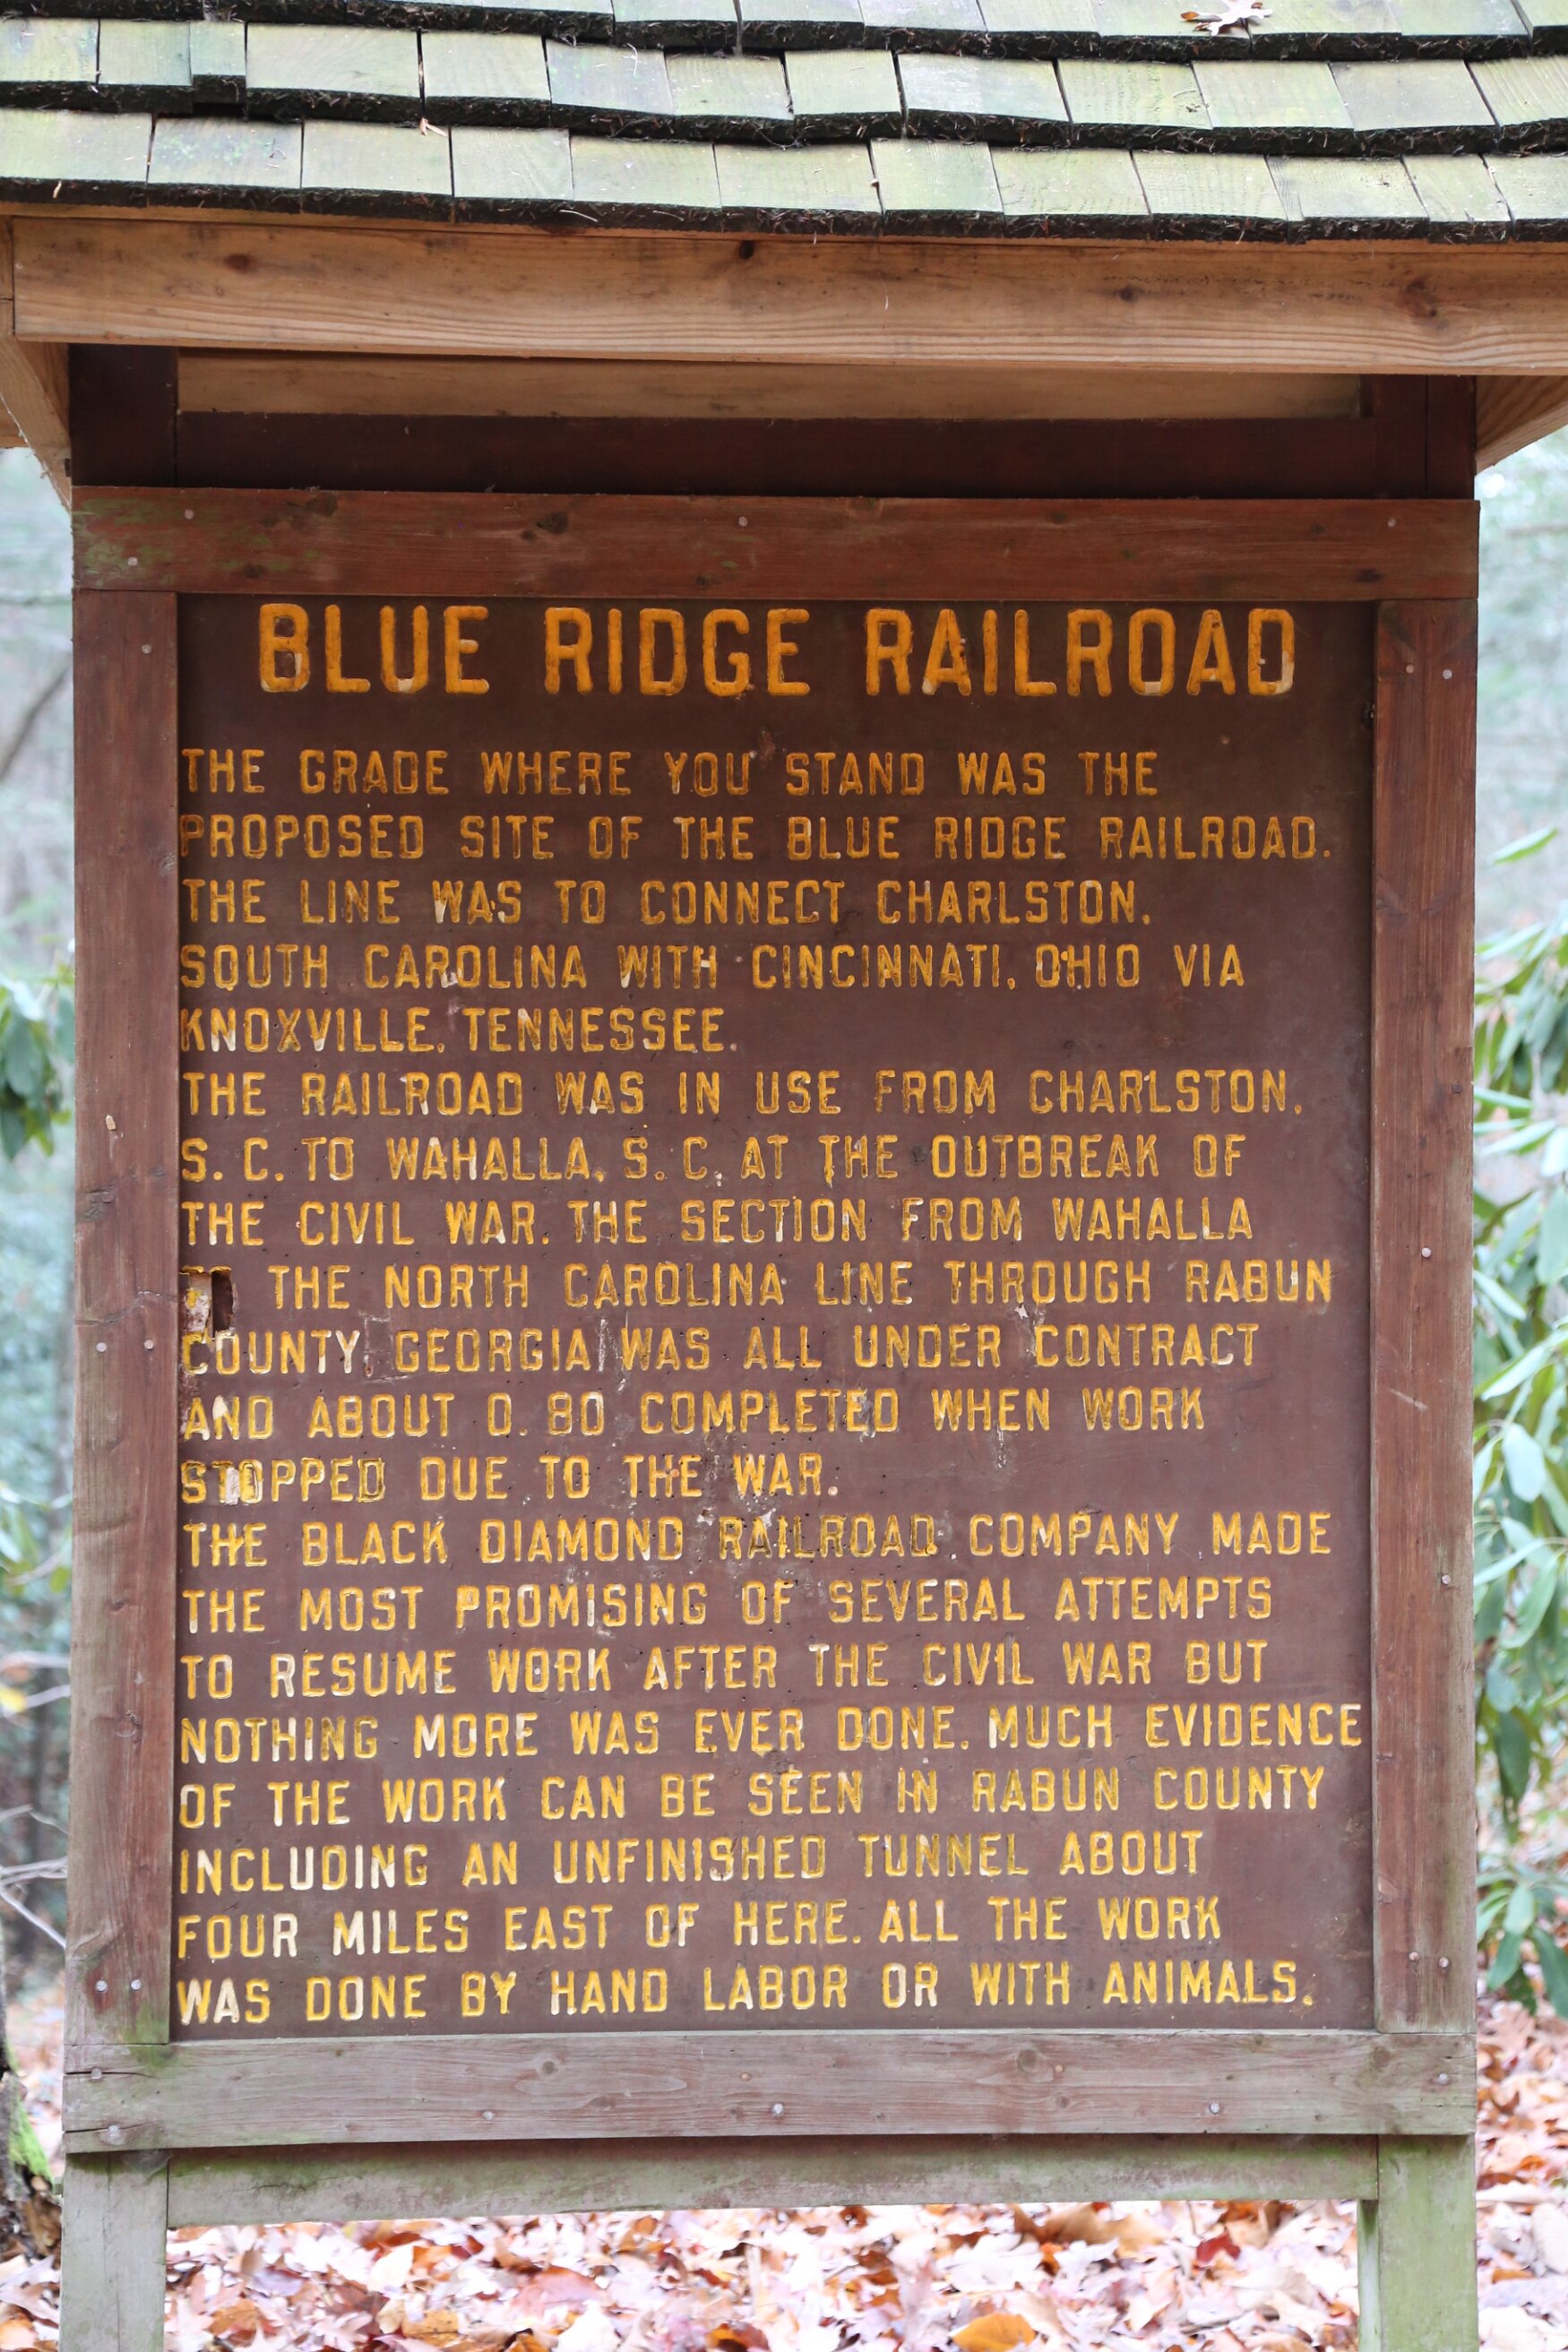 BLUE RIDGE RAILROAD
THE GRADE WHERE YOU STAND WAS THE
PROPOSED SITE OF THE BLUE RIDGE RAILROAD.
THE LINE WAS TO CONNECT CHARLSTON,
SOUTH CAROLINA WITH CINCINNATI, OHIO VIA
KNOXVILLE, TENNESSEE.
THE RAILROAD WAS IN USE FROM CHARLSTON,
S. C. TO WAHALLA, S. C. AT THE OUTBREAK OF
THE CIVIL WAR. THE SECTION FROM WAHALLA
THE NORTH CAROLINA LINE THROUGH RABUN
COUNTY GEORGIA WAS ALL UNDER CONTRACT
AND ABOUT 0.80 COMPLETED WHEN WORK
STOPPED DUE TO THE WAR.
THE BLACK DIAMOND RAILROAD COMPANY MADE
THE MOST PROMISING OF SEVERAL ATTEMPTS
TO RESUME WORK AFTER THE CIVIL WAR BUT
NOTHING MORE WAS EVER DONE. MUCH EVIDENCE
OF THE WORK CAN BE SEEN IN RABUN COUNTY
INCLUDING AN UNFINISHED TUNNEL ABOUT
FOUR MILES EAST OF HERE. ALL THE WORK
WAS DONE BY HAND LABOR OR WITH ANIMALS.